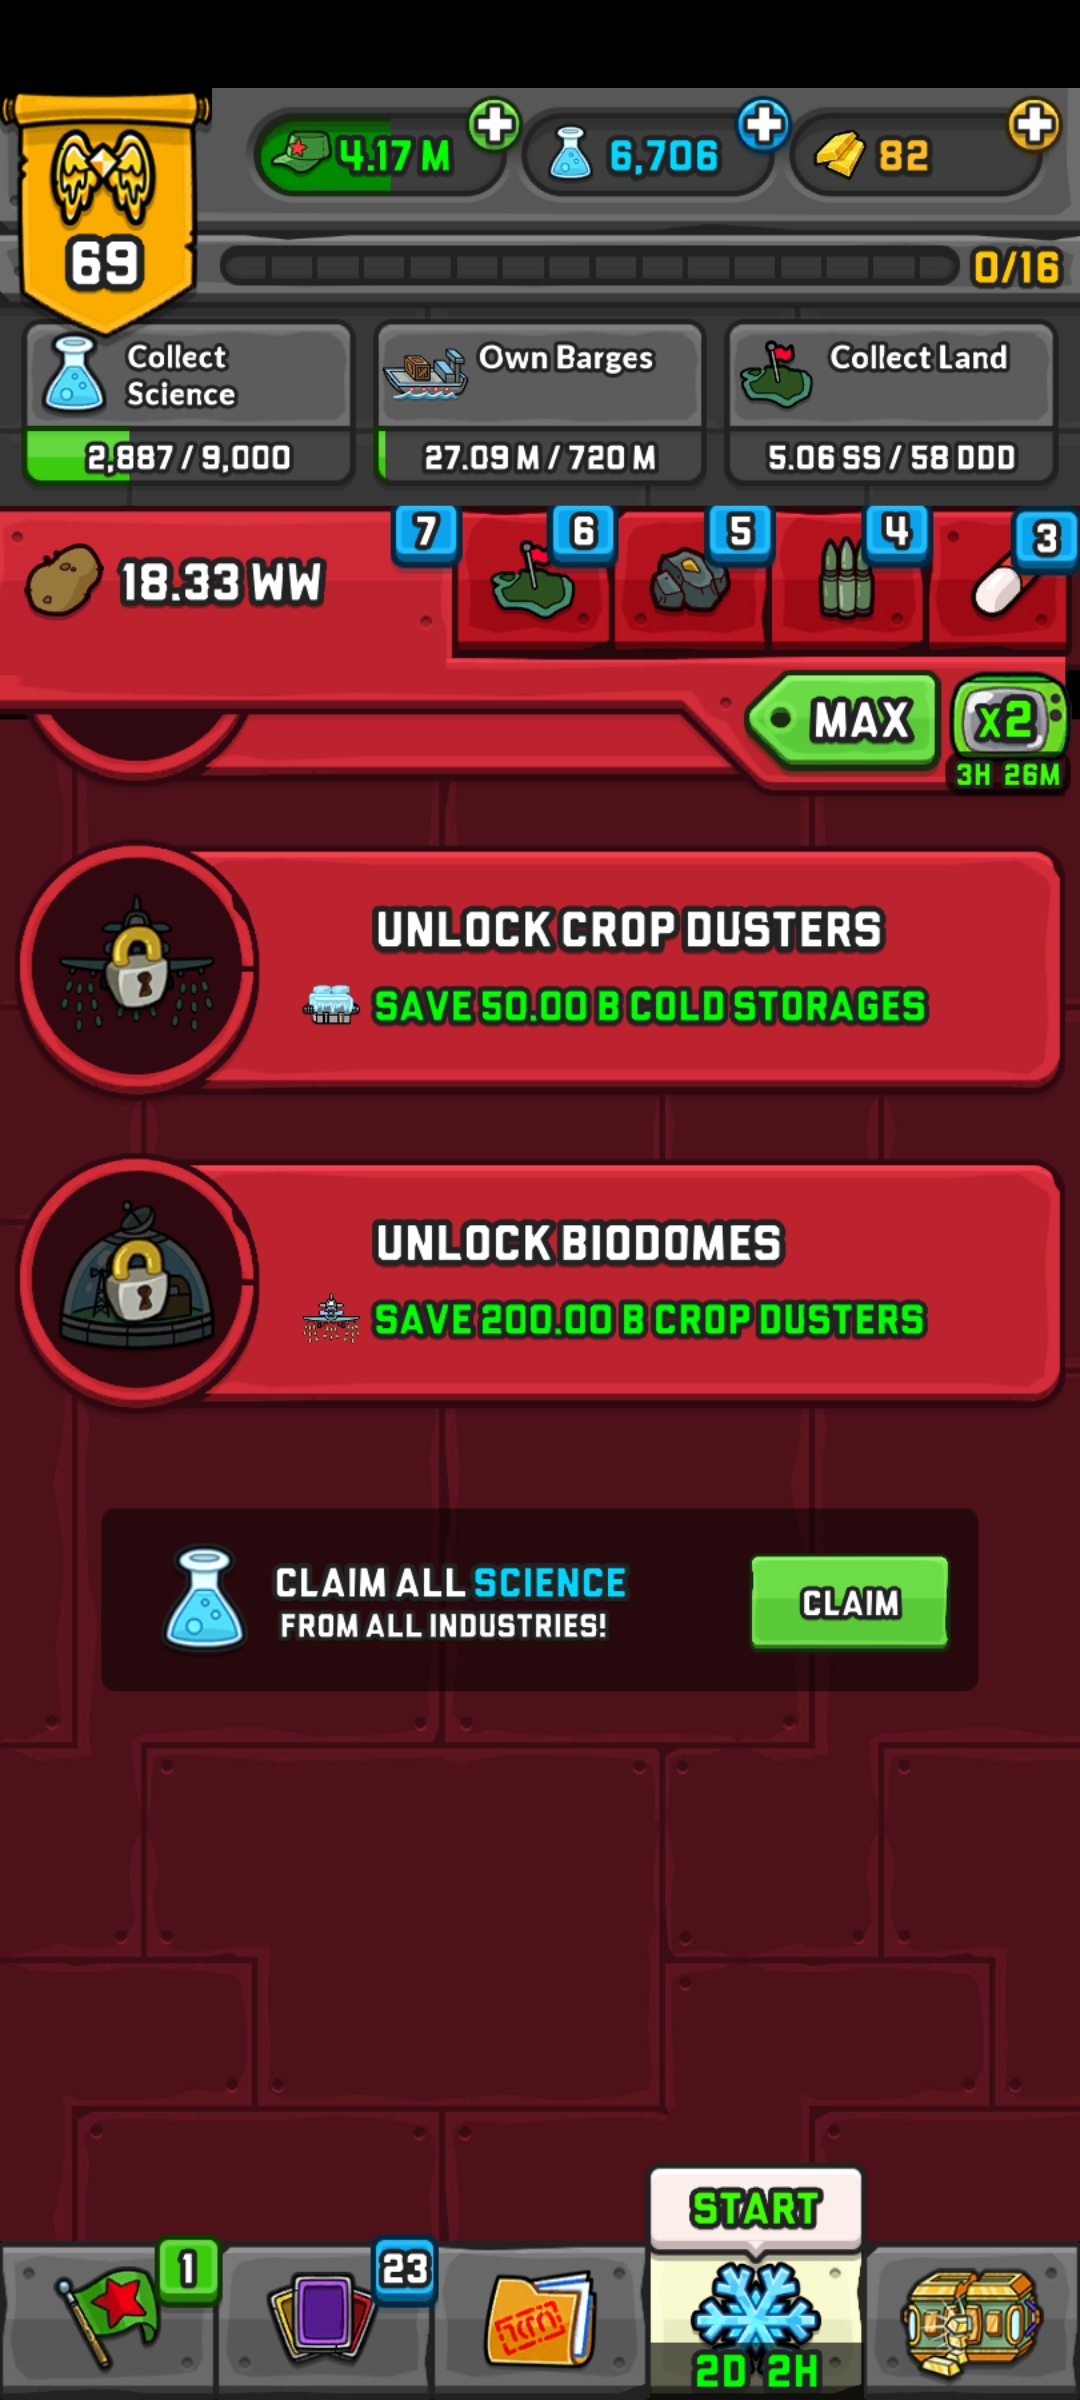 4.17 M
6,706
82
69
0/16
Collect
Science
2,887 / 9,000
Own Barges
27.09 M / 720 M
Collect Land
5.06 SS / 58 DDD
18.33 WW
7
6
5
4
3
MAX
x2
3H 26M
UNLOCK CROP DUSTERS
SAVE 50.00 B COLD STORAGES
UNLOCK BIODOMES
SAVE 200.00 B CROP DUSTERS
CLAIM ALL SCIENCE
FROM ALL INDUSTRIES!
CLAIM
1
23
START
2D 2H